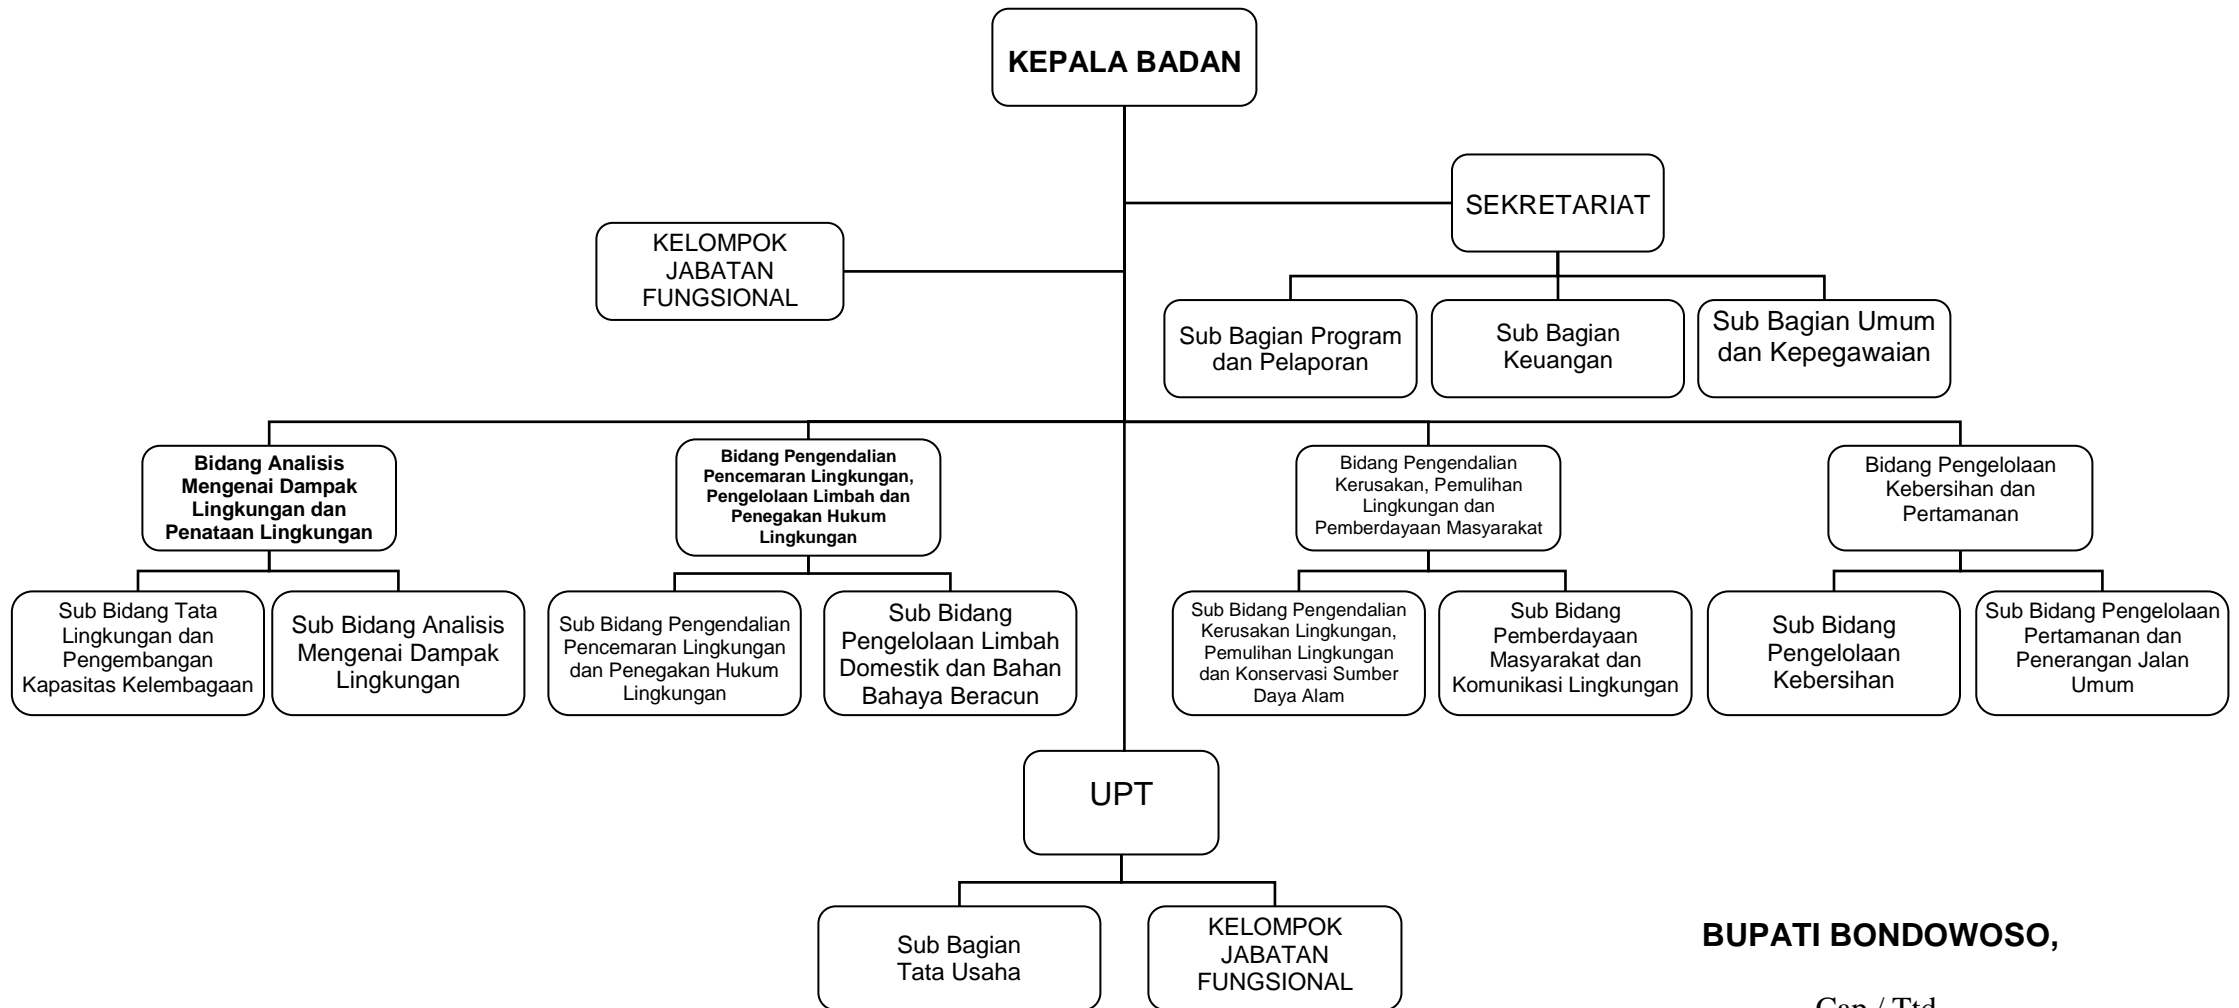 KEPALA BADAN
SEKRETARIAT
KELOMPOK
JABATAN
FUNGSIONAL
Sub Bagian Program
dan Pelaporan
Sub Bagian
Keuangan
Sub Bagian Umum
dan Kepegawaian
Bidang Analisis
Mengenai Dampak
Lingkungan dan
Penataan Lingkungan
Bidang Pengendalian
Pencemaran Lingkungan,
Pengelolaan Limbah dan
Penegakan Hukum
Lingkungan
Bidang Pengendalian
Kerusakan, Pemulihan
Lingkungan dan
Pemberdayaan Masyarakat
Bidang Pengelolaan
Kebersihan dan
Pertamanan
Sub Bidang Tata
Lingkungan dan
Pengembangan
Kapasitas Kelembagaan
Sub Bidang Analisis
Mengenai Dampak
Lingkungan
Sub Bidang Pengendalian
Pencemaran Lingkungan
dan Penegakan Hukum
Lingkungan
Sub Bidang
Pengelolaan Limbah
Domestik dan Bahan
Bahaya Beracun
Sub Bidang Pengendalian
Kerusakan Lingkungan,
Pemulihan Lingkungan
dan Konservasi Sumber
Daya Alam
Sub Bidang
Pemberdayaan
Masyarakat dan
Komunikasi Lingkungan
Sub Bidang
Pengelolaan
Kebersihan
Sub Bidang Pengelolaan
Pertamanan dan
Penerangan Jalan
Umum
UPT
Sub Bagian
Tata Usaha
KELOMPOK
JABATAN
FUNGSIONAL
BUPATI BONDOWOSO,
Cap / Ttd